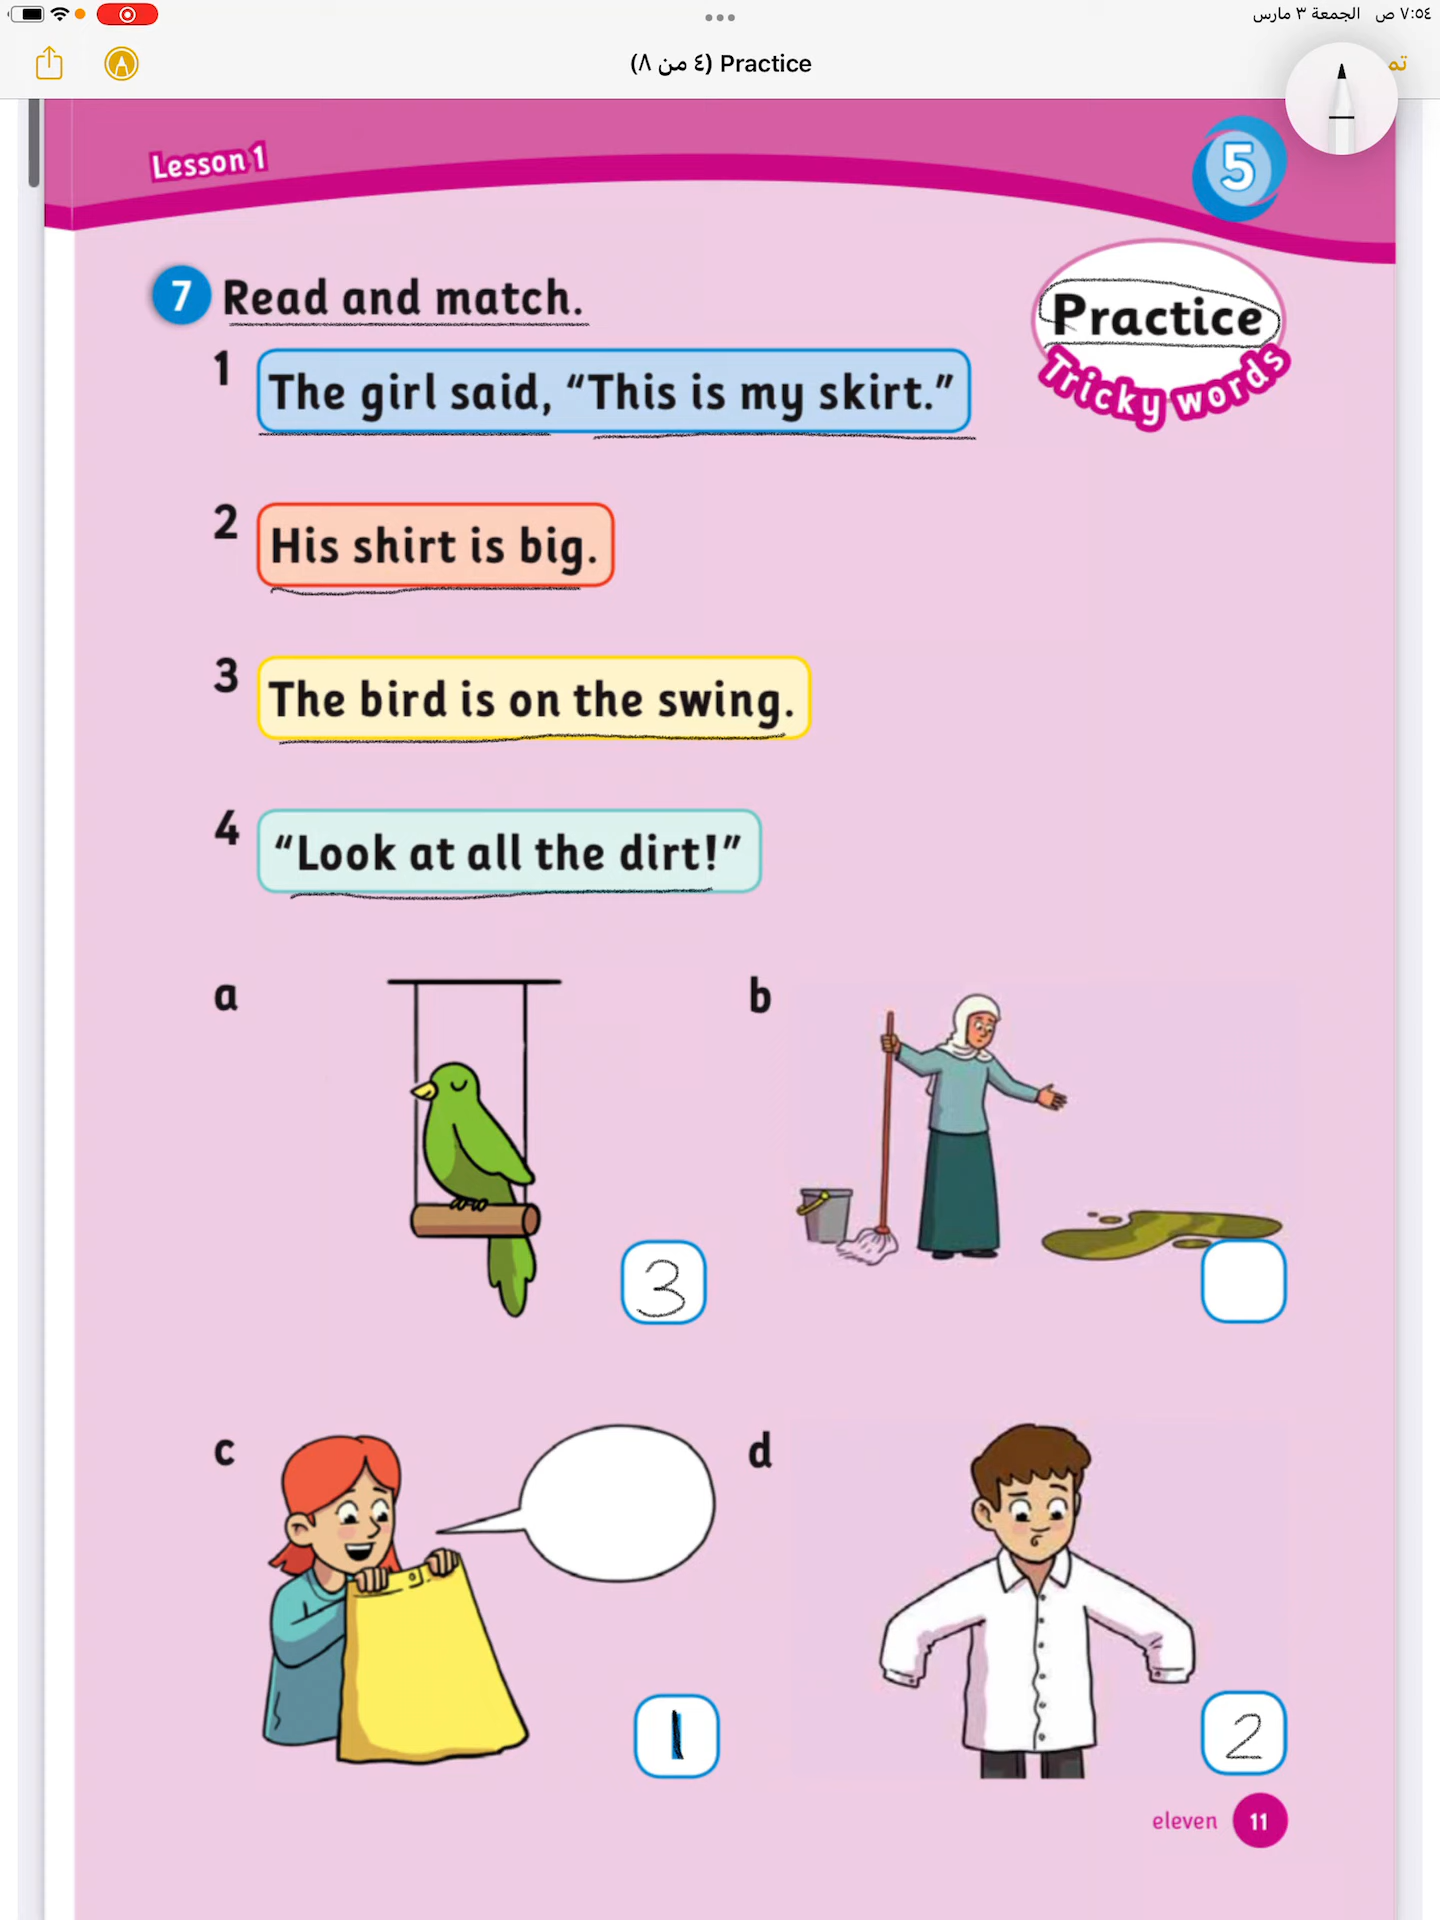 ٧:٥٤ ص الجمعة ٣ مارس
Practice (٤ من ٨)
Lesson 1
5
7 Read and match.
Practice
Tricky words
1 The girl said, “This is my skirt.”
2 His shirt is big.
3 The bird is on the swing.
4 “Look at all the dirt!”
a
b
3
c
d
1
2
eleven 11